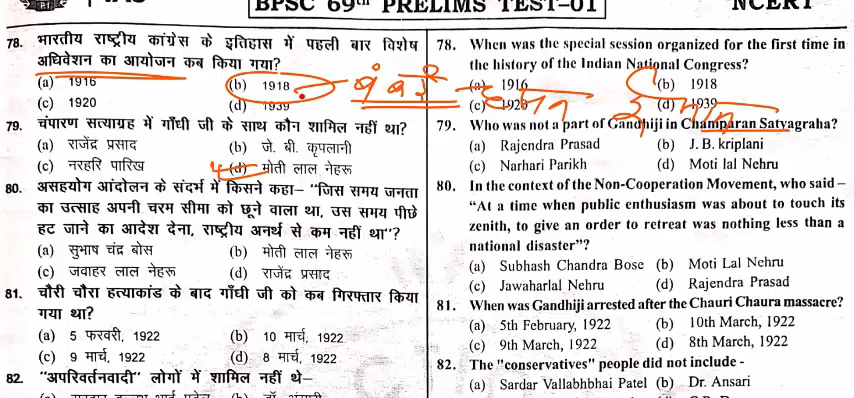 BPSC 69th PRELIMS TEST-01
NCERT
78. भारतीय राष्ट्रीय कांग्रेस के इतिहास में पहली बार विशेष
अधिवेशन का आयोजन कब किया गया?
(a) 1916 (b) 1918
(c) 1920 (d) 1939
बंबई
हसन इमाम
79. चंपारण सत्याग्रह में गाँधी जी के साथ कौन शामिल नहीं था?
(a) राजेंद्र प्रसाद (b) जे. बी. कृपलानी
(c) नरहरि पारिख (d) मोती लाल नेहरू
80. असहयोग आंदोलन के संदर्भ में किसने कहा– "जिस समय जनता
का उत्साह अपनी चरम सीमा को छूने वाला था, उस समय पीछे
हट जाने का आदेश देना, राष्ट्रीय अनर्थ से कम नहीं था"?
(a) सुभाष चंद्र बोस (b) मोती लाल नेहरू
(c) जवाहर लाल नेहरू (d) राजेंद्र प्रसाद
81. चौरी चौरा हत्याकांड के बाद गाँधी जी को कब गिरफ्तार किया
गया था?
(a) 5 फरवरी, 1922 (b) 10 मार्च, 1922
(c) 9 मार्च, 1922 (d) 8 मार्च, 1922
82. "अपरिवर्तनवादी" लोगों में शामिल नहीं थे–
78. When was the special session organized for the first time in
the history of the Indian National Congress?
(a) 1916 (b) 1918
(c) 1920 (d) 1939
79. Who was not a part of Gandhiji in Champaran Satyagraha?
(a) Rajendra Prasad (b) J. B. kriplani
(c) Narhari Parikh (d) Moti lal Nehru
80. In the context of the Non-Cooperation Movement, who said –
"At a time when public enthusiasm was about to touch its
zenith, to give an order to retreat was nothing less than a
national disaster"?
(a) Subhash Chandra Bose (b) Moti Lal Nehru
(c) Jawaharlal Nehru (d) Rajendra Prasad
81. When was Gandhiji arrested after the Chauri Chaura massacre?
(a) 5th February, 1922 (b) 10th March, 1922
(c) 9th March, 1922 (d) 8th March, 1922
82. The "conservatives" people did not include -
(a) Sardar Vallabhbhai Patel (b) Dr. Ansari